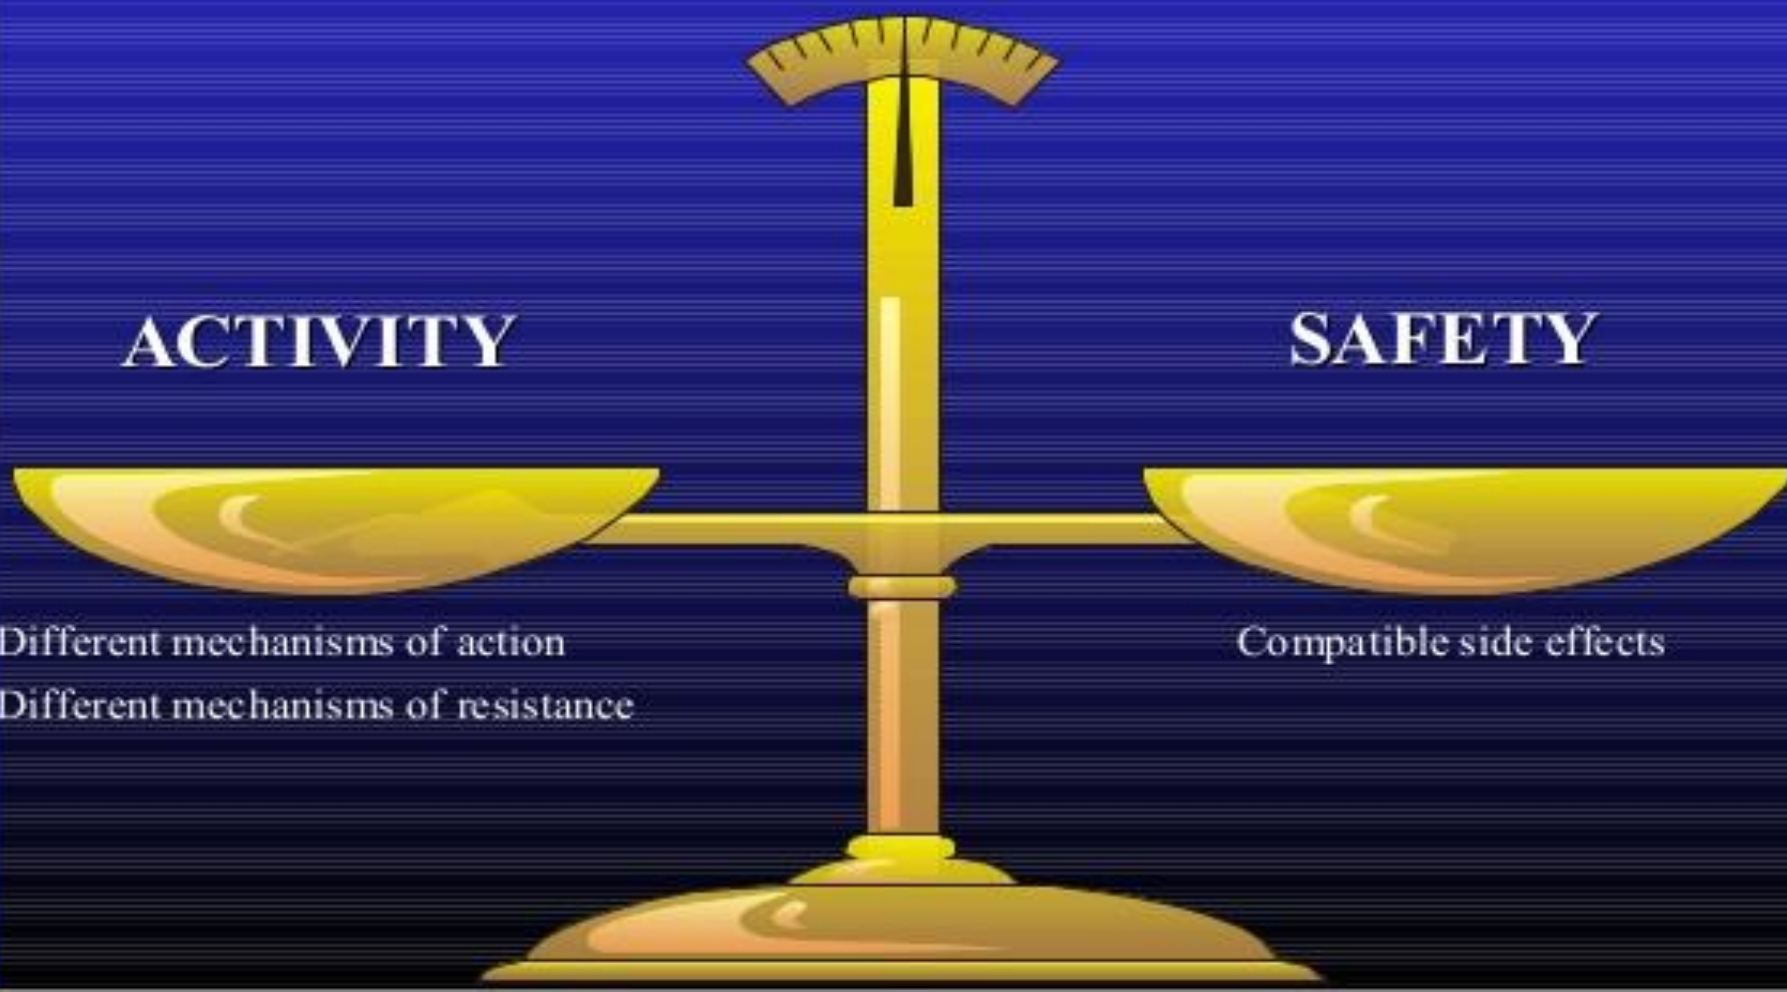 ACTIVITY
SAFETY
Different mechanisms of action
Different mechanisms of resistance
Compatible side effects